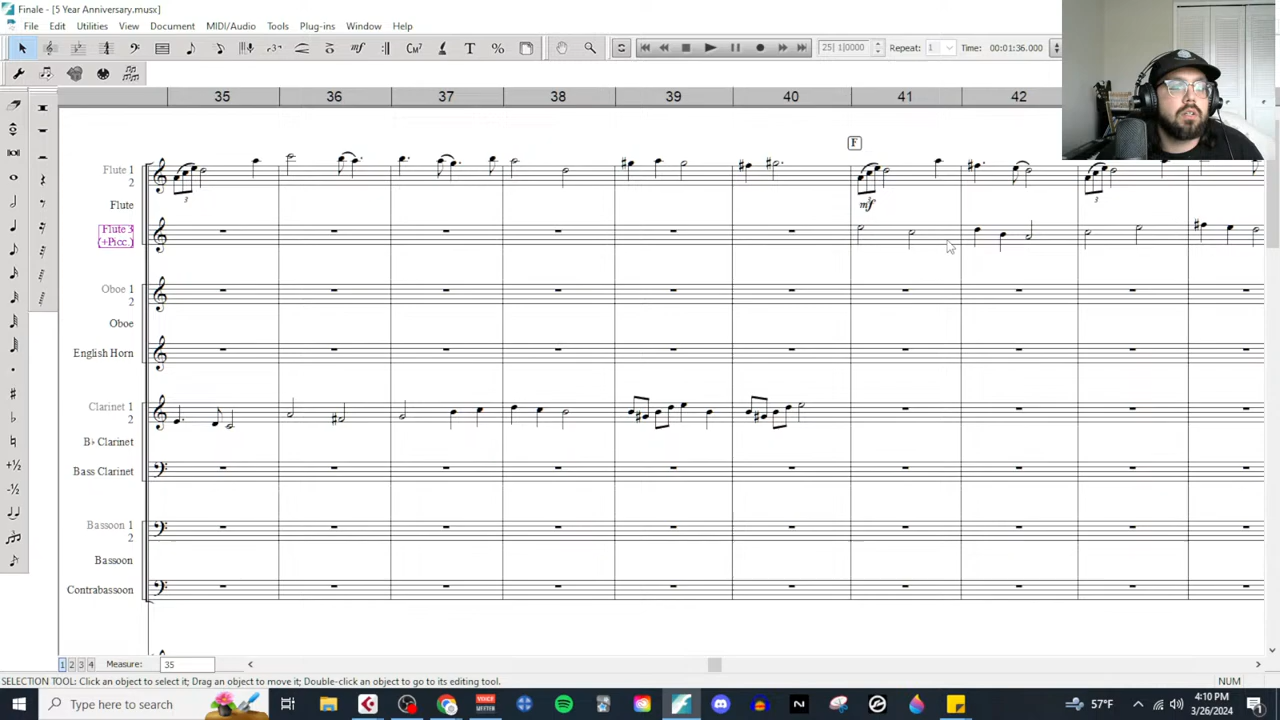 Finale - [5 Year Anniversary.musx]
File Edit Utilities View Document MIDI/Audio Tools Plug-ins Window Help
25| 1|0000 Repeat: 1 Time: 00:01:36.000
35 36 37 38 39 40 41 42
F
Flute 1
2
3
3
mf
Flute
Flute 3
(+Picc.)
Oboe 1
2
Oboe
English Horn
Clarinet 1
2
B♭ Clarinet
Bass Clarinet
Bassoon 1
2
Bassoon
Contrabassoon
1 2 3 4 Measure: 35
SELECTION TOOL: Click an object to select it; Drag an object to move it; Double-click an object to go to its editing tool. NUM
Type here to search
57°F
4:10 PM
3/26/2024